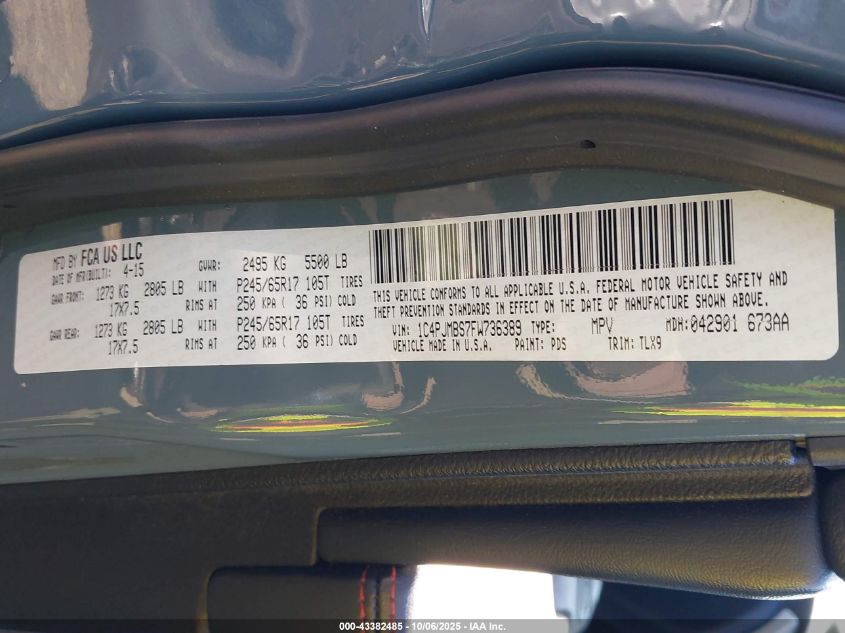 MFD BY FCA US LLC
DATE OF MFR(BUILT): 4-15 GVWR: 2495 KG 5500 LB
GAWR FRONT: 1273 KG 2805 LB WITH P245/65R17 105T TIRES
17X7.5 RIMS AT 250 KPA ( 36 PSI) COLD
GAWR REAR: 1273 KG 2805 LB WITH P245/65R17 105T TIRES
17X7.5 RIMS AT 250 KPA ( 36 PSI) COLD
THIS VEHICLE CONFORMS TO ALL APPLICABLE U.S.A. FEDERAL MOTOR VEHICLE SAFETY AND
THEFT PREVENTION STANDARDS IN EFFECT ON THE DATE OF MANUFACTURE SHOWN ABOVE.
VIN: 1C4PJMBS7FW736389 TYPE: MPV MDH: 042901 673AA
VEHICLE MADE IN U.S.A. PAINT: PDS TRIM: TLX9
000-43382485 - 10/06/2025 - IAA Inc.